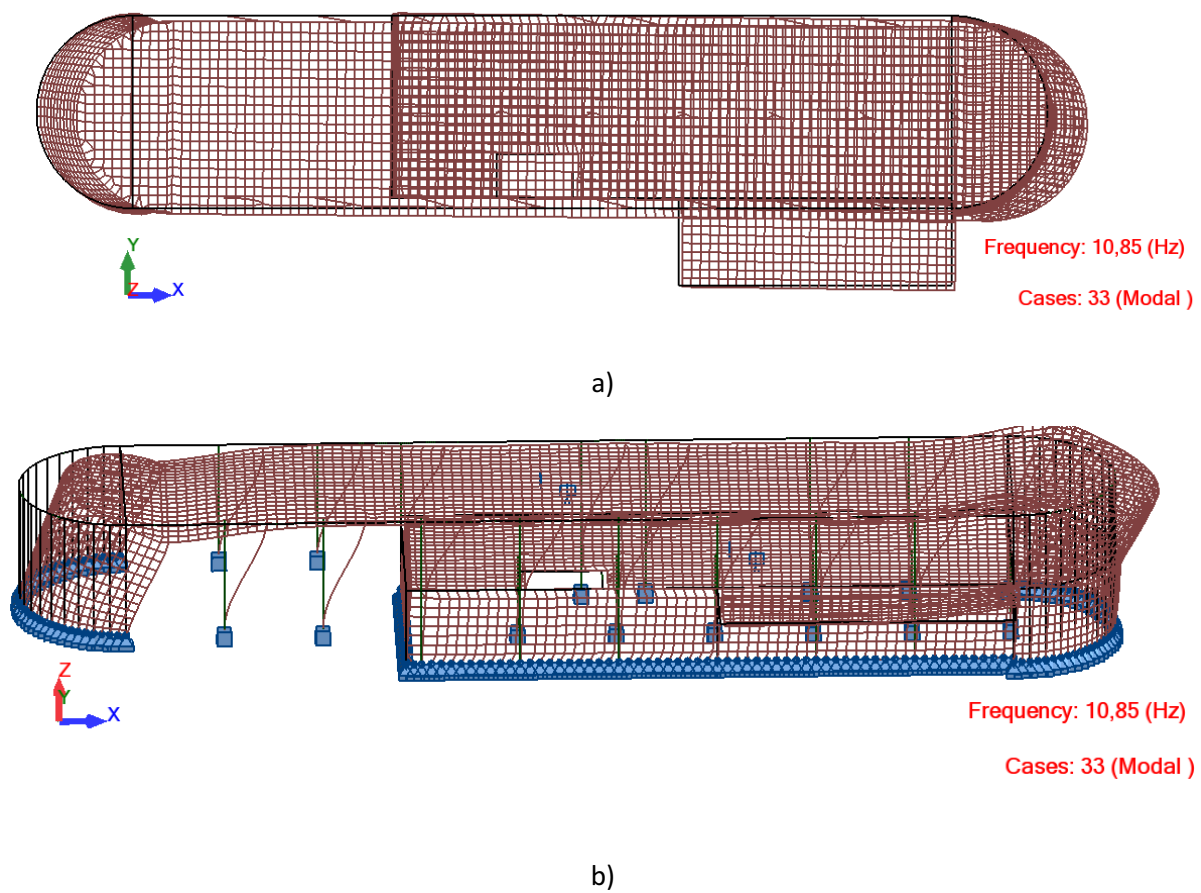 Y
Z
X
Frequency: 10,85 (Hz)
Cases: 33 (Modal )
a)
Z
Y
X
Frequency: 10,85 (Hz)
Cases: 33 (Modal )
b)